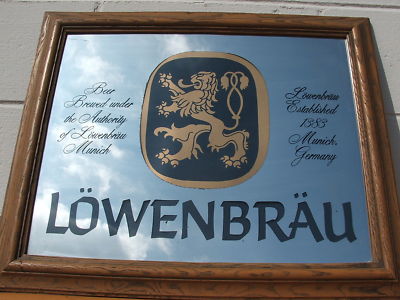 Beer
Brewed under
the Authority
of Löwenbräu
Munich
Löwenbräu
Established
1383
Munich,
Germany
LÖWENBRÄU